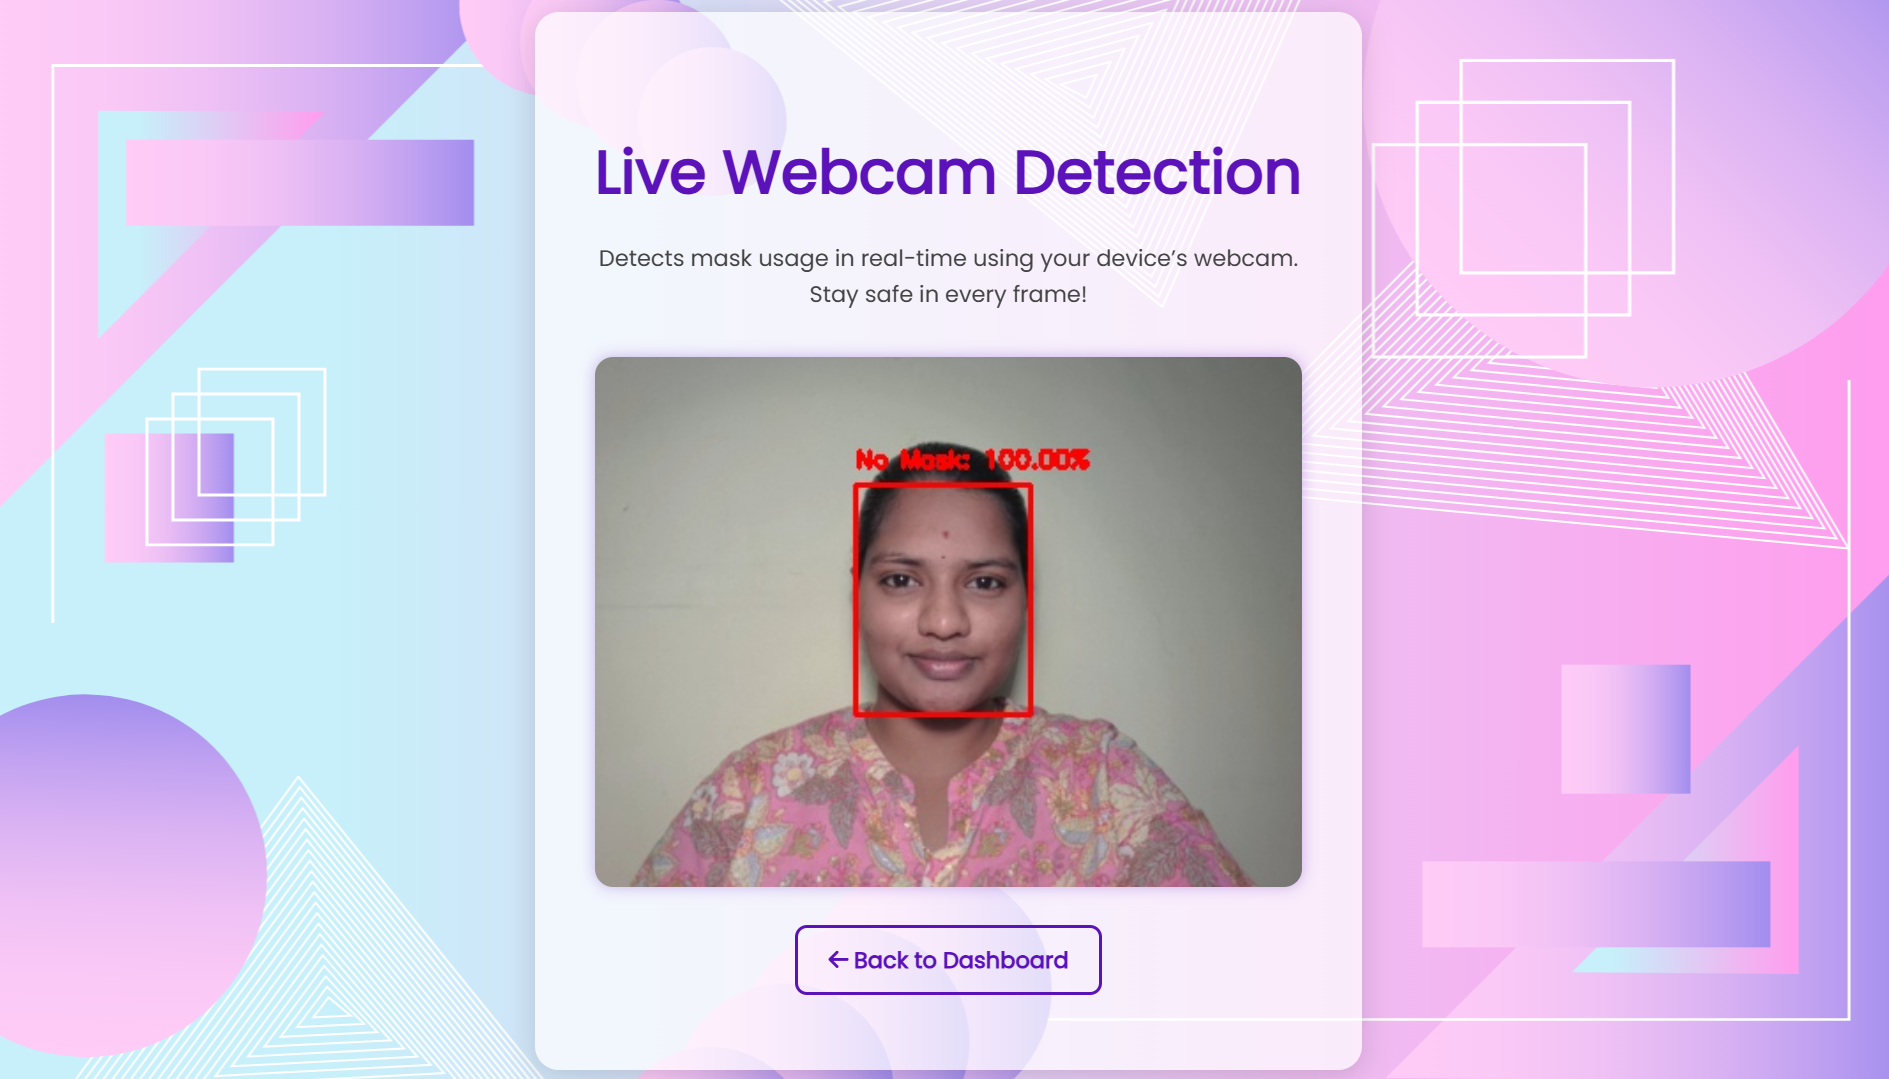 Live Webcam Detection
Detects mask usage in real-time using your device’s webcam.
Stay safe in every frame!
No Mask: 100.00%
← Back to Dashboard